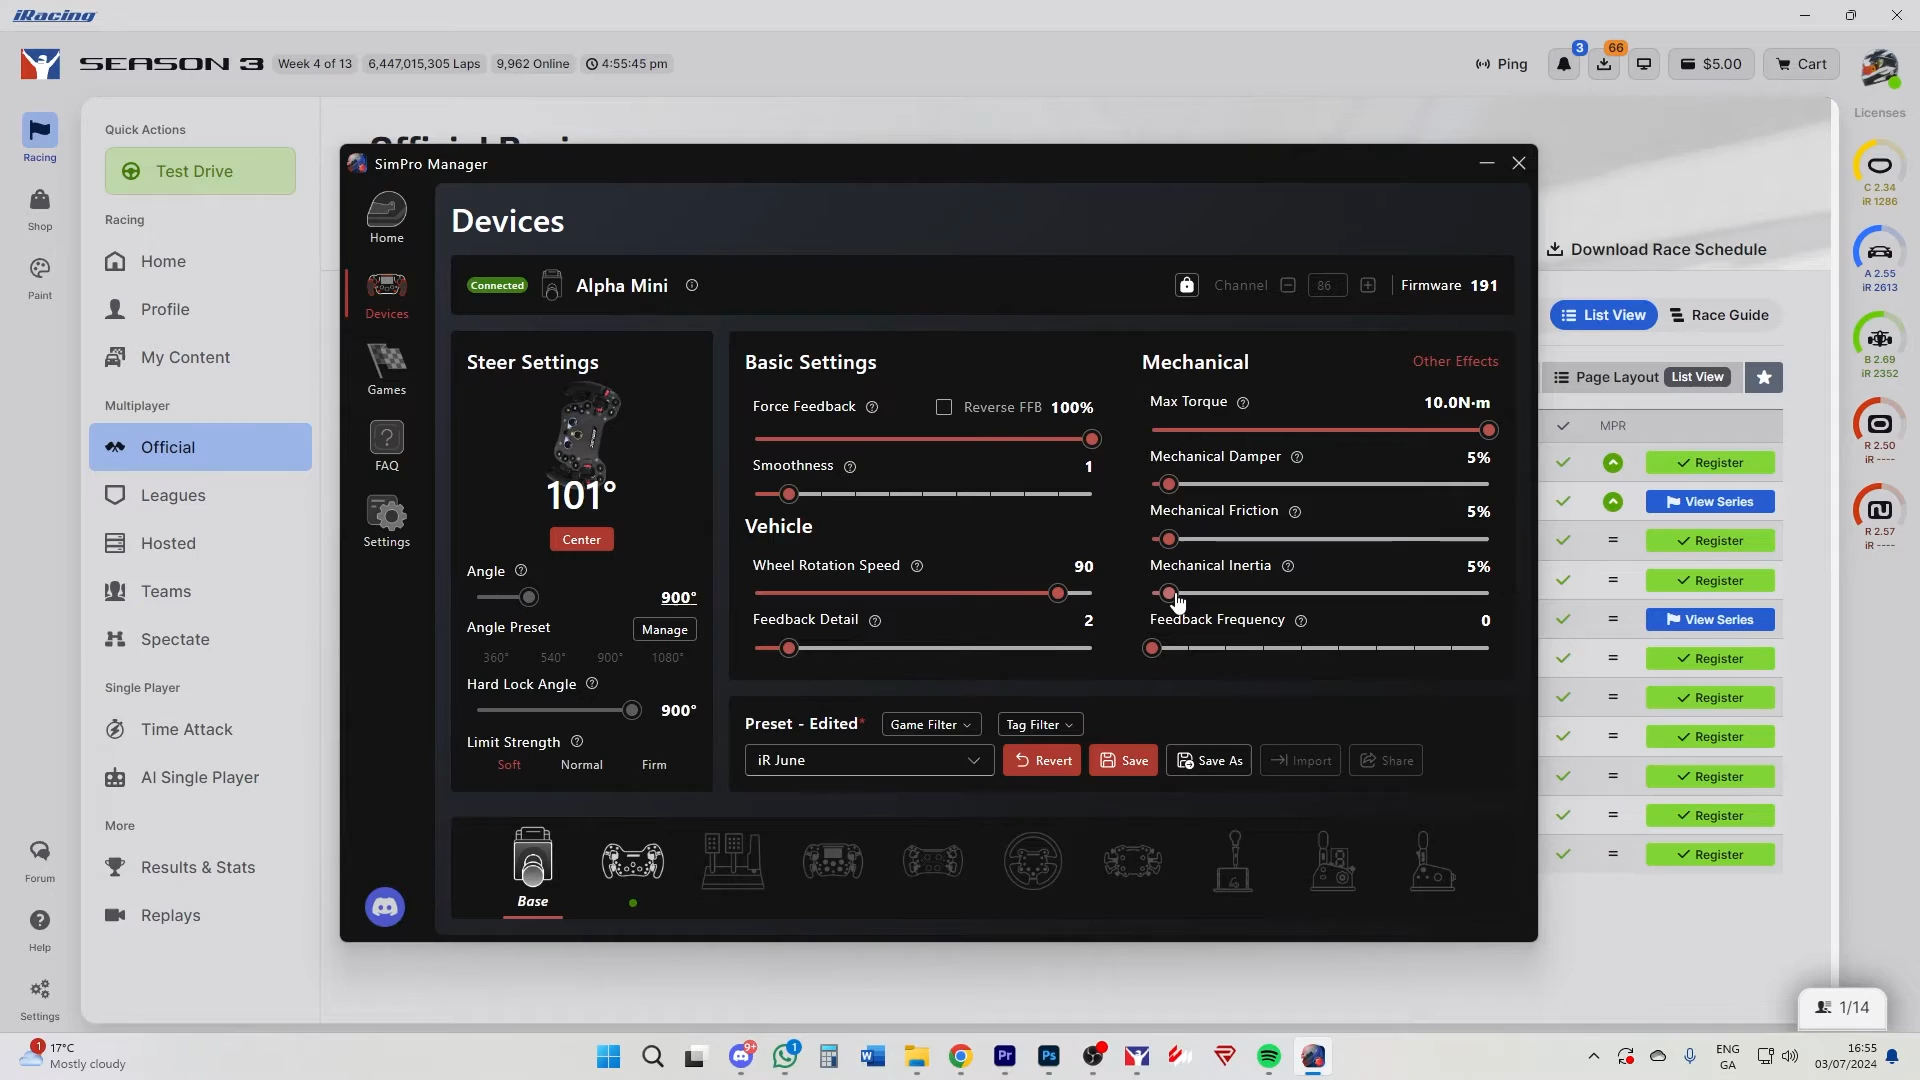 iRacing
SEASON 3
Week 4 of 13
6,447,015,305 Laps
9,962 Online
4:55:45 pm
Ping
3
66
$5.00
Cart
Racing
Shop
Paint
Forum
Help
Settings
Quick Actions
Test Drive
Racing
Home
Profile
My Content
Multiplayer
Official
Leagues
Hosted
Teams
Spectate
Single Player
Time Attack
AI Single Player
More
Results & Stats
Replays
SimPro Manager
Home
Devices
Games
FAQ
Settings
Devices
Connected
Alpha Mini
Channel
86
Firmware 191
Steer Settings
101°
Center
Angle
900°
Angle Preset
Manage
360° 540° 900° 1080°
Hard Lock Angle
900°
Limit Strength
Soft Normal Firm
Basic Settings
Force Feedback
Reverse FFB 100%
Smoothness
1
Vehicle
Wheel Rotation Speed
90
Feedback Detail
2
Mechanical
Other Effects
Max Torque
10.0N·m
Mechanical Damper
5%
Mechanical Friction
5%
Mechanical Inertia
5%
Feedback Frequency
0
Preset - Edited*
Game Filter
Tag Filter
iR June
Revert
Save
Save As
Import
Share
Base
Download Race Schedule
List View
Race Guide
Page Layout List View
MPR
Register
View Series
Register
Register
View Series
Register
Register
Register
Register
Register
Register
Licenses
C 2.34
iR 1286
A 2.55
iR 2613
B 2.69
iR 2352
R 2.50
iR ----
R 2.57
iR ----
1/14
1
17°C
Mostly cloudy
9+
1
W
Pr
Ps
ENG
GA
16:55
03/07/2024